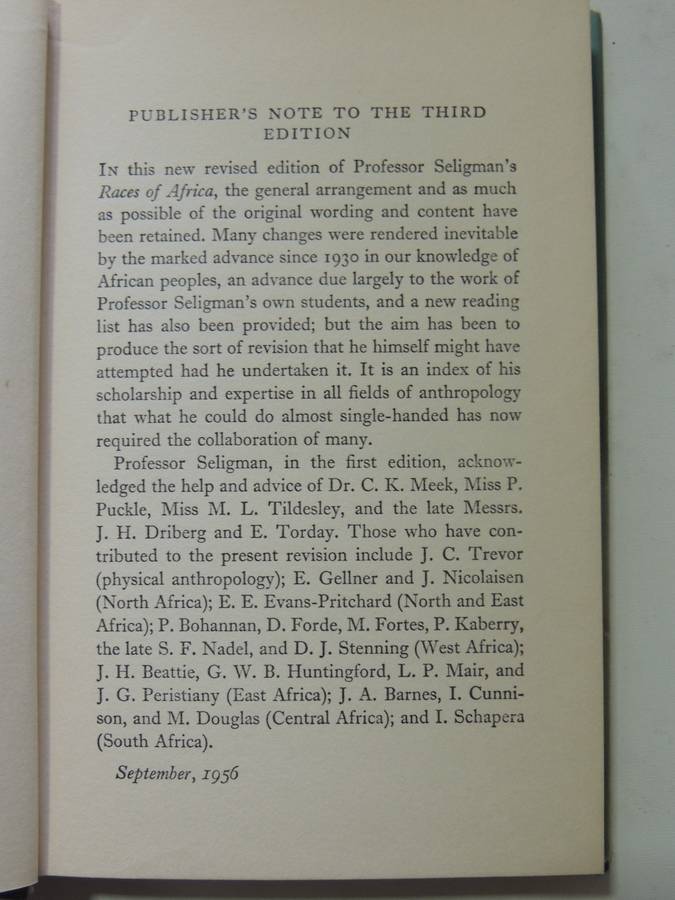 PUBLISHER'S NOTE TO THE THIRD
EDITION
IN this new revised edition of Professor Seligman's
Races of Africa, the general arrangement and as much
as possible of the original wording and content have
been retained. Many changes were rendered inevitable
by the marked advance since 1930 in our knowledge of
African peoples, an advance due largely to the work of
Professor Seligman's own students, and a new reading
list has also been provided; but the aim has been to
produce the sort of revision that he himself might have
attempted had he undertaken it. It is an index of his
scholarship and expertise in all fields of anthropology
that what he could do almost single-handed has now
required the collaboration of many.
Professor Seligman, in the first edition, acknow-
ledged the help and advice of Dr. C. K. Meek, Miss P.
Puckle, Miss M. L. Tildesley, and the late Messrs.
J. H. Driberg and E. Torday. Those who have con-
tributed to the present revision include J. C. Trevor
(physical anthropology); E. Gellner and J. Nicolaisen
(North Africa); E. E. Evans-Pritchard (North and East
Africa); P. Bohannan, D. Forde, M. Fortes, P. Kaberry,
the late S. F. Nadel, and D. J. Stenning (West Africa);
J. H. Beattie, G. W. B. Huntingford, L. P. Mair, and
J. G. Peristiany (East Africa); J. A. Barnes, I. Cunni-
son, and M. Douglas (Central Africa); and I. Schapera
(South Africa).
September, 1956